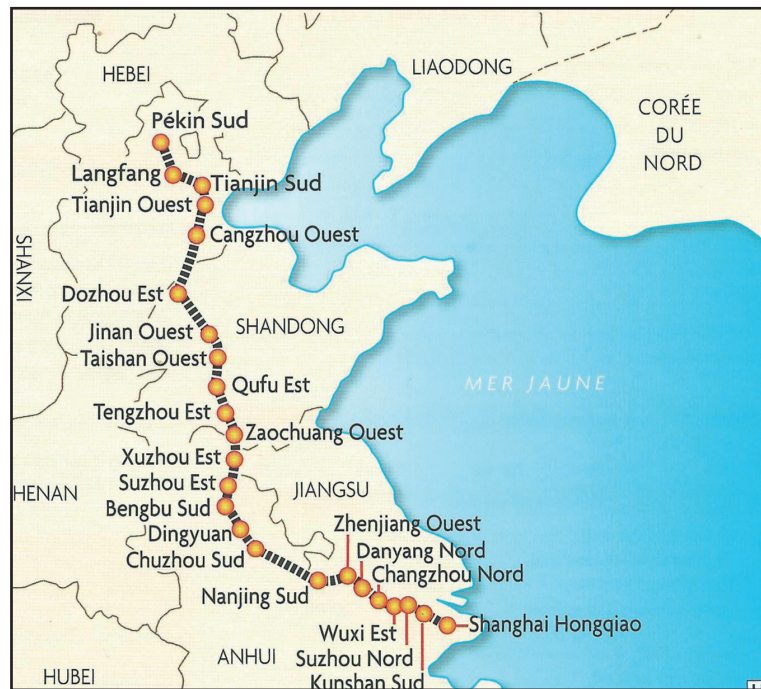 HEBEI
LIAODONG
CORÉE
DU
NORD
Pékin Sud
Langfang
Tianjin Sud
Tianjin Ouest
Cangzhou Ouest
SHANXI
Dozhou Est
Jinan Ouest
SHANDONG
Taishan Ouest
Qufu Est
MER JAUNE
Tengzhou Est
Zaochuang Ouest
Xuzhou Est
Suzhou Est
HENAN
JIANGSU
Bengbu Sud
Zhenjiang Ouest
Dingyuan
Danyang Nord
Chuzhou Sud
Changzhou Nord
Nanjing Sud
Shanghai Hongqiao
Wuxi Est
ANHUI
Suzhou Nord
HUBEI
Kunshan Sud